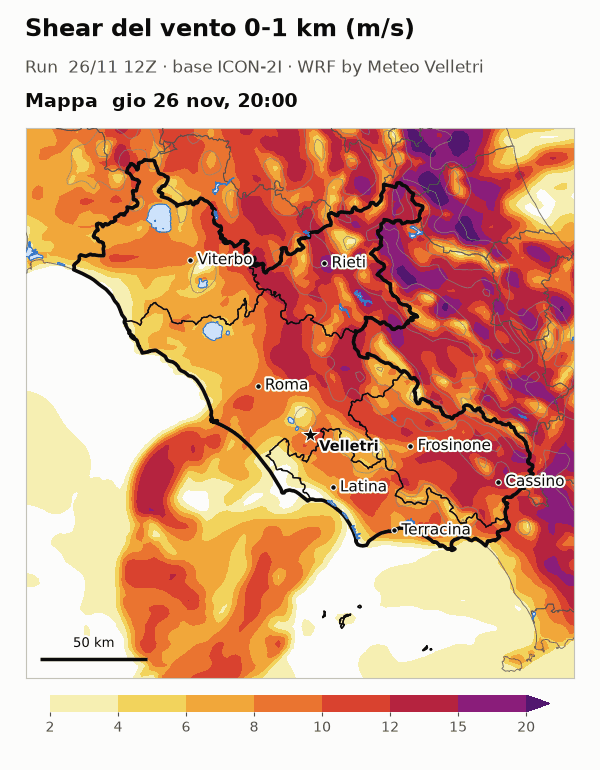 Shear del vento 0-1 km (m/s)
Run  26/11 12Z · base ICON-2I · WRF by Meteo Velletri
Mappa  gio 26 nov, 20:00
Viterbo
Rieti
Roma
Velletri
Frosinone
Cassino
Latina
Terracina
50 km
2 4 6 8 10 12 15 20